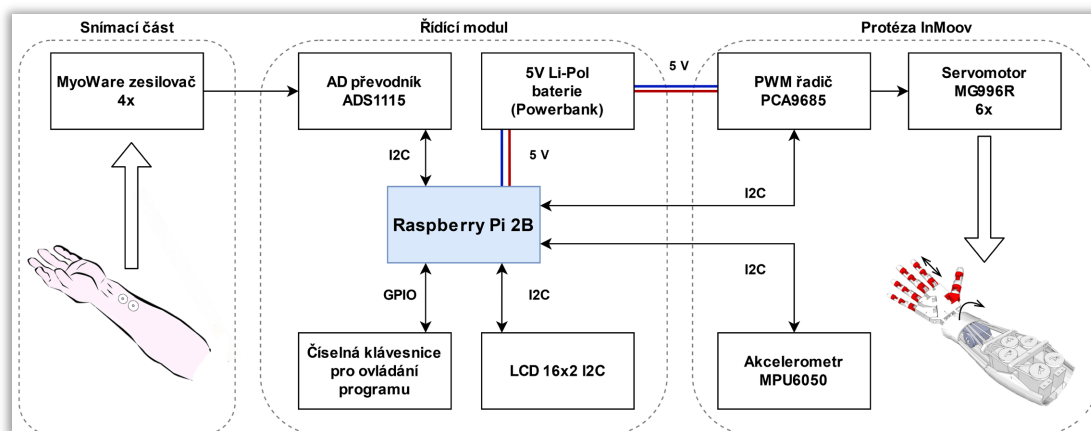 Snímací část
MyoWare zesilovač
4x
Řídící modul
AD převodník
ADS1115
5V Li-Pol
baterie
(Powerbank)
5 V
I2C
5 V
Raspberry Pi 2B
GPIO
I2C
Číselná klávesnice
pro ovládání
programu
LCD 16x2 I2C
Protéza InMoov
PWM řadič
PCA9685
Servomotor
MG996R
6x
I2C
I2C
Akcelerometr
MPU6050